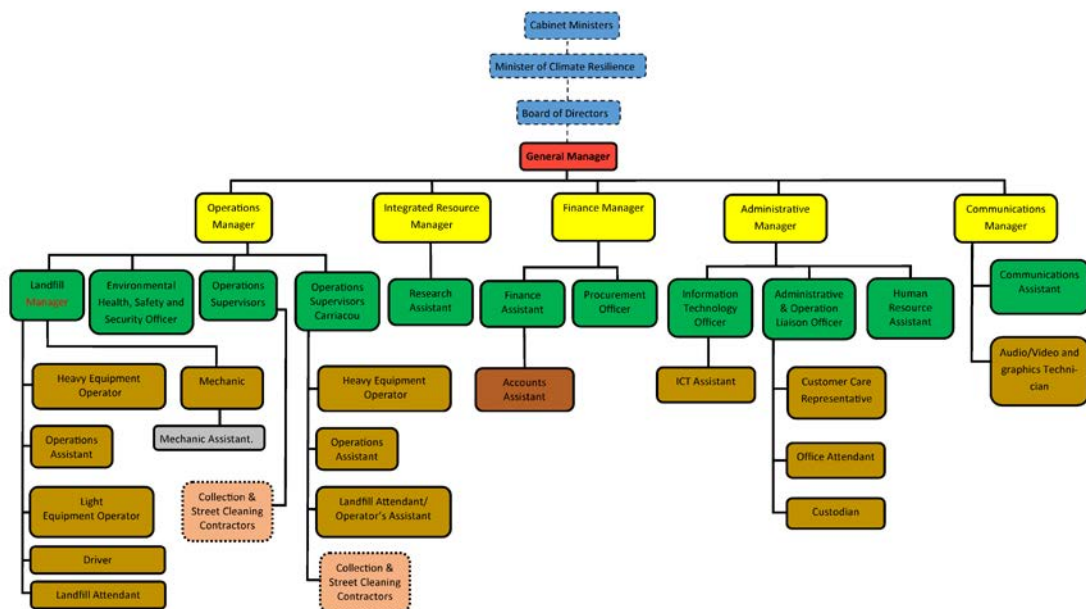 Cabinet Ministers
Minister of Climate Resilience
Board of Directors
General Manager
Operations
Manager
Integrated Resource
Manager
Finance Manager
Administrative
Manager
Communications
Manager
Landfill
Manager
Environmental
Health, Safety and
Security Officer
Operations
Supervisors
Operations
Supervisors
Carriacou
Research
Assistant
Finance
Assistant
Procurement
Officer
Information
Technology
Officer
Administrative
& Operation
Liaison Officer
Human
Resource
Assistant
Communications
Assistant
Heavy Equipment
Operator
Mechanic
Heavy Equipment
Operator
Accounts
Assistant
ICT Assistant
Customer Care
Representative
Audio/Video and
graphics Techni-
cian
Mechanic Assistant.
Operations
Assistant
Operations
Assistant
Office Attendant
Light
Equipment Operator
Collection &
Street Cleaning
Contractors
Landfill Attendant/
Operator's Assistant
Custodian
Driver
Collection &
Street Cleaning
Contractors
Landfill Attendant